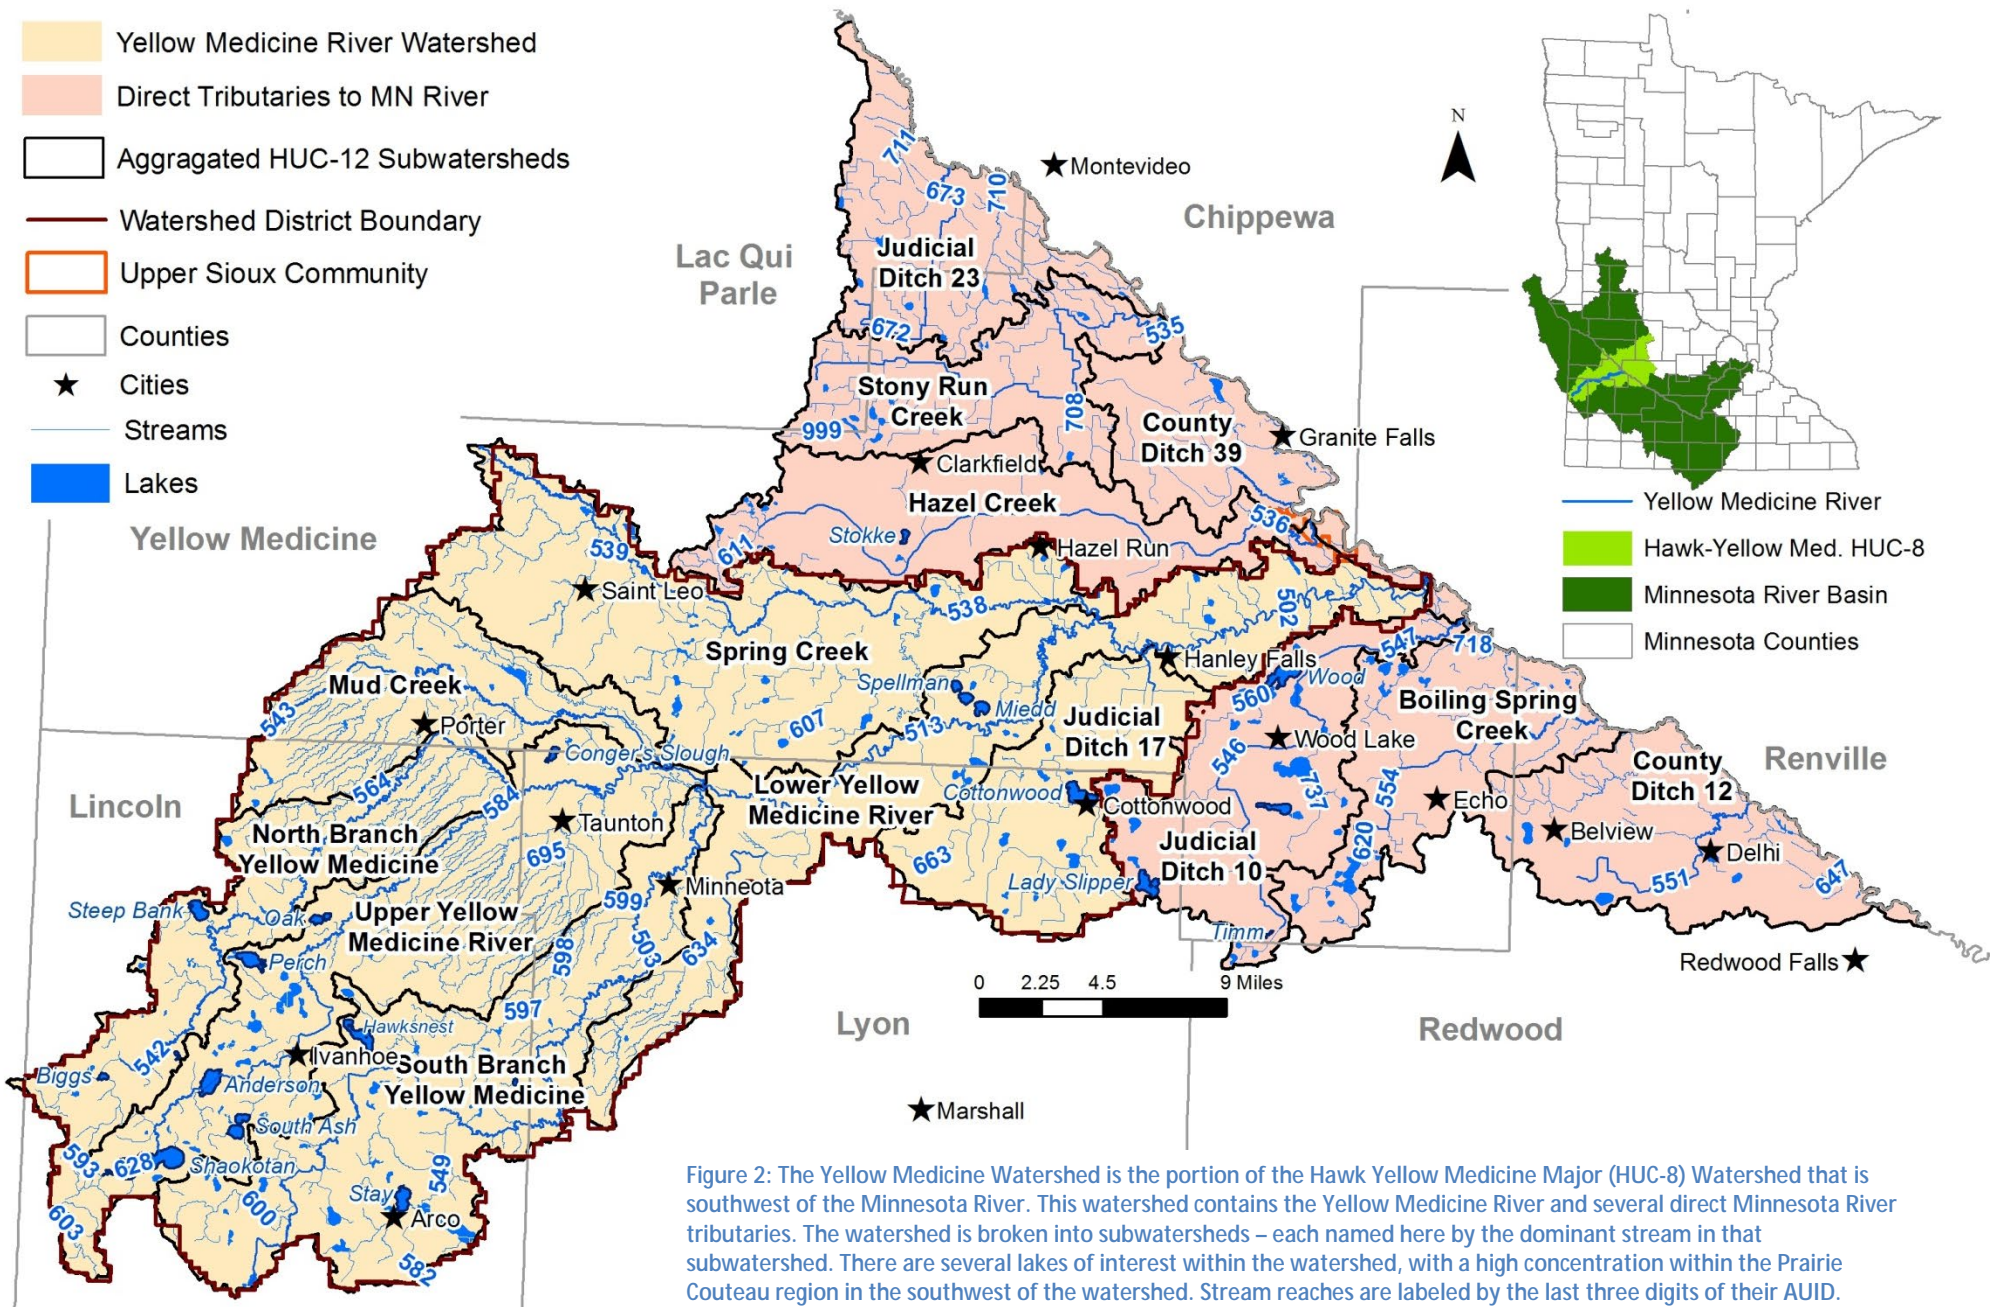 Yellow Medicine River Watershed
Direct Tributaries to MN River
Aggragated HUC-12 Subwatersheds
Watershed District Boundary
Upper Sioux Community
Counties
Cities
Streams
Lakes
N
Yellow Medicine River
Hawk-Yellow Med. HUC-8
Minnesota River Basin
Minnesota Counties
711
673
710
Montevideo
Chippewa
Lac Qui
Parle
Judicial
Ditch 23
672
535
Stony Run
Creek
999
708
County
Ditch 39
Granite Falls
Clarkfield
Hazel Creek
Stokke
536
611
Hazel Run
Yellow Medicine
539
Saint Leo
538
502
Spring Creek
Hanley Falls
547
718
Mud Creek
Spellman
Miedd
560
Wood
543
Porter
607
513
Judicial
Ditch 17
Boiling Spring
Creek
Conger's Slough
546
Wood Lake
Renville
County
Ditch 12
Lincoln
564
584
Lower Yellow
Medicine River
Cottonwood
Cottonwood
737
554
Echo
North Branch
Yellow Medicine
Taunton
695
663
Judicial
Ditch 10
620
Belview
Delhi
Minneota
599
Lady Slipper
551
647
Steep Bank
Oak
Upper Yellow
Medicine River
598
503
634
Timm
Perch
Redwood Falls
0 2.25 4.5 9 Miles
597
Hawksnest
Lyon
Redwood
542
Ivanhoe
South Branch
Yellow Medicine
Biggs
Anderson
South Ash
Marshall
593
628
Shaokotan
549
600
Stay
Arco
603
582
Figure 2: The Yellow Medicine Watershed is the portion of the Hawk Yellow Medicine Major (HUC-8) Watershed that is
southwest of the Minnesota River. This watershed contains the Yellow Medicine River and several direct Minnesota River
tributaries. The watershed is broken into subwatersheds – each named here by the dominant stream in that
subwatershed. There are several lakes of interest within the watershed, with a high concentration within the Prairie
Couteau region in the southwest of the watershed. Stream reaches are labeled by the last three digits of their AUID.